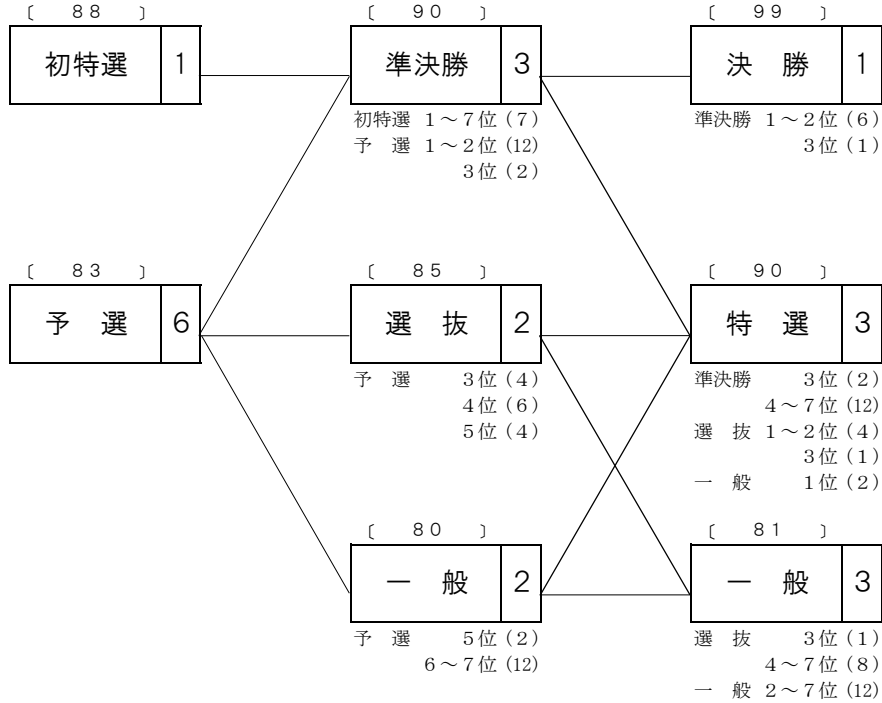 〔 88 〕
初特選 1
〔 90 〕
準決勝 3
初特選 1～7位(7)
予 選 1～2位(12)
3位(2)
〔 99 〕
決 勝 1
準決勝 1～2位(6)
3位(1)
〔 83 〕
予 選 6
〔 85 〕
選 抜 2
予 選 3位(4)
4位(6)
5位(4)
〔 90 〕
特 選 3
準決勝 3位(2)
4～7位(12)
選 抜 1～2位(4)
3位(1)
一 般 1位(2)
〔 80 〕
一 般 2
予 選 5位(2)
6～7位(12)
〔 81 〕
一 般 3
選 抜 3位(1)
4～7位(8)
一 般 2～7位(12)